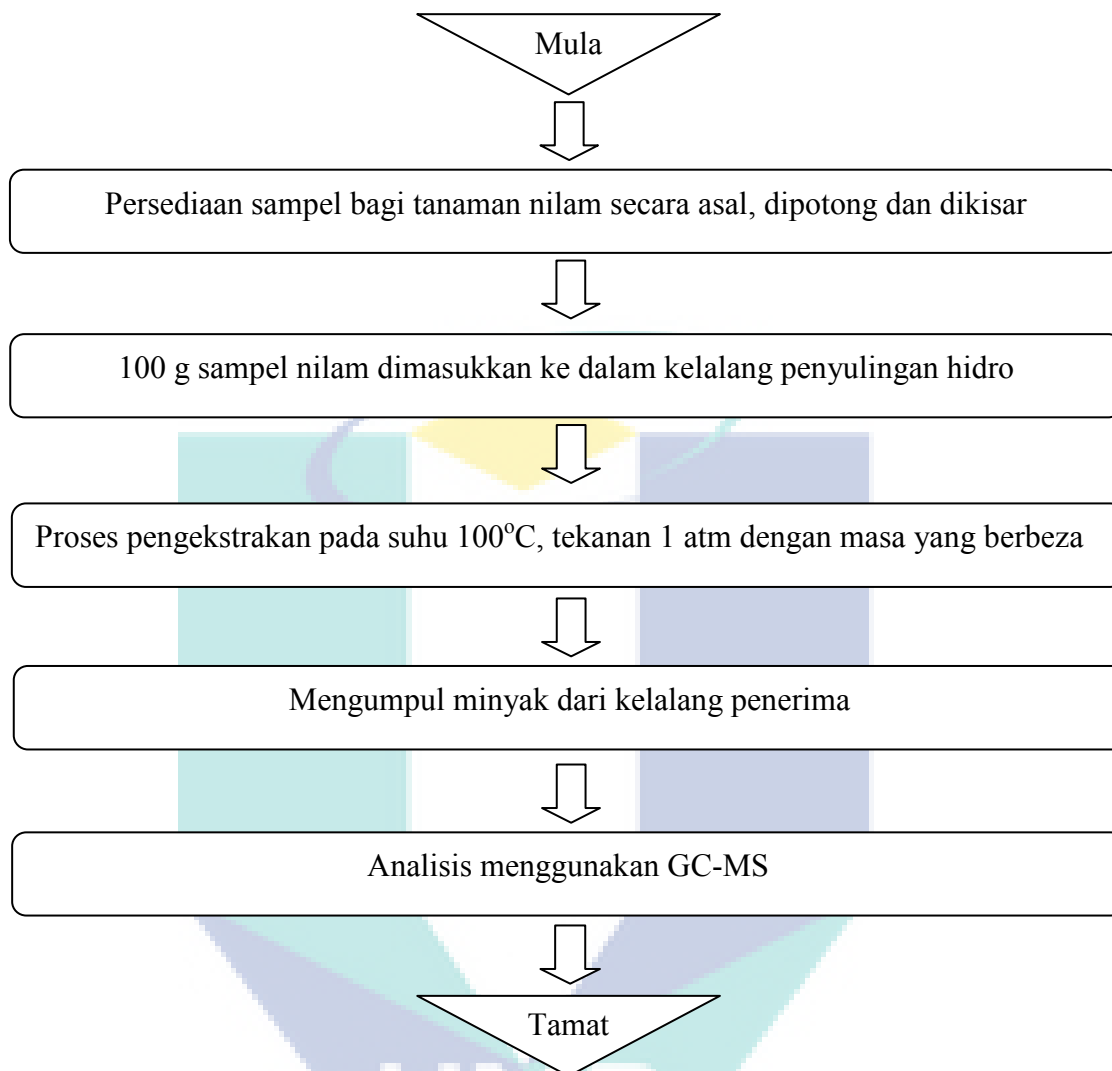 Mula
Persediaan sampel bagi tanaman nilam secara asal, dipotong dan dikisar
100 g sampel nilam dimasukkan ke dalam kelalang penyulingan hidro
Proses pengekstrakan pada suhu 100°C, tekanan 1 atm dengan masa yang berbeza
Mengumpul minyak dari kelalang penerima
Analisis menggunakan GC-MS
Tamat